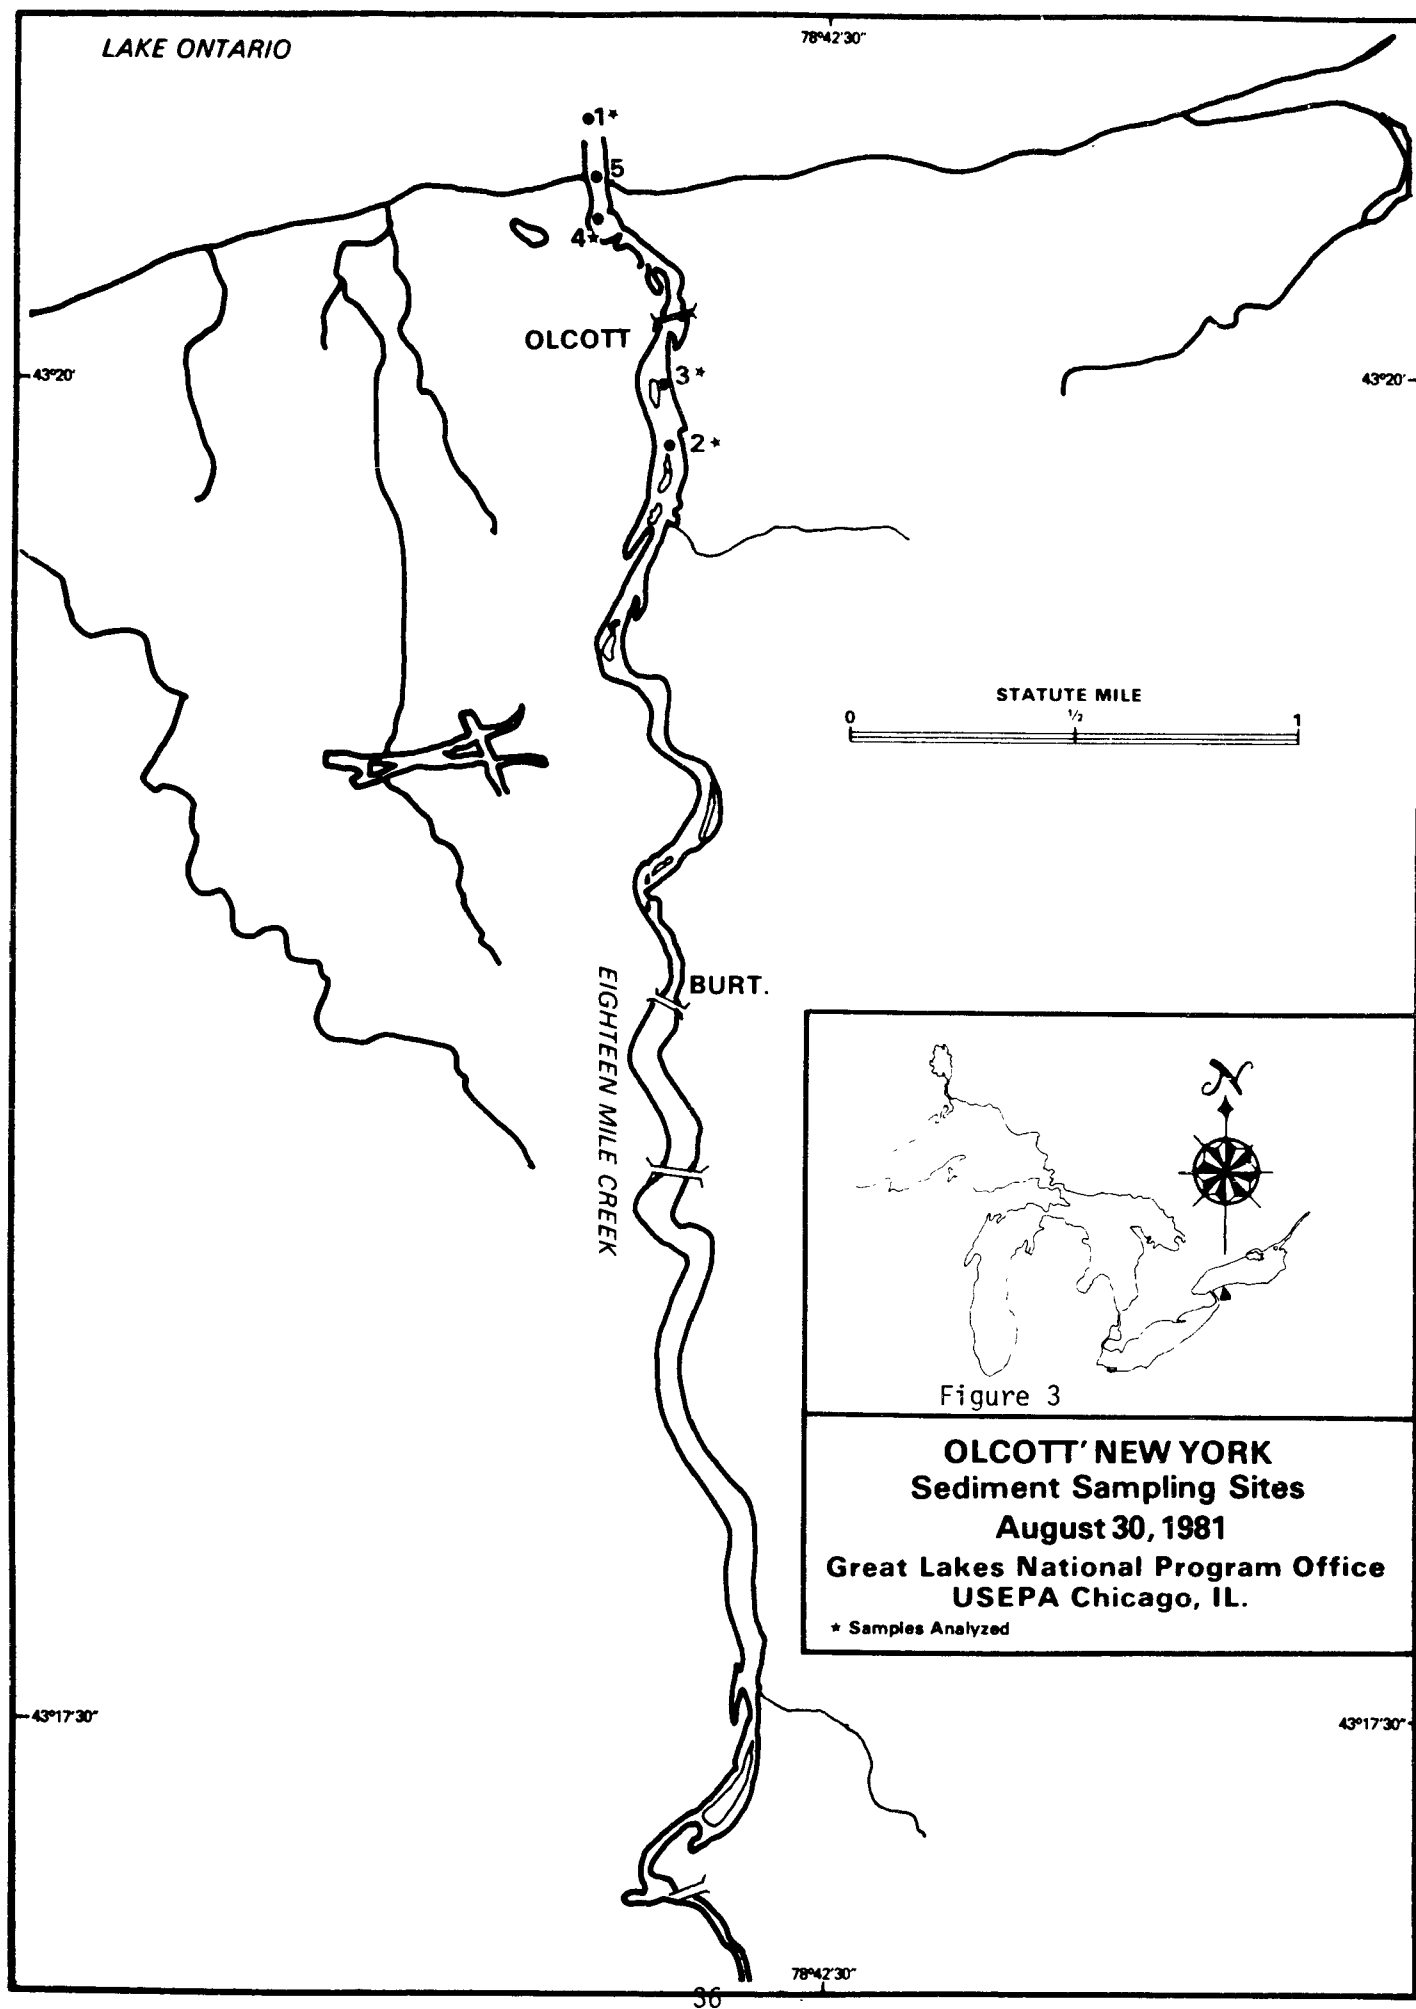 78°42'30"
LAKE ONTARIO
1*
5
4*
OLCOTT
43°20'
3*
43°20'
2*
STATUTE MILE
0 1/2 1
BURT.
EIGHTEEN MILE CREEK
N
Figure 3
OLCOTT' NEW YORK
Sediment Sampling Sites
August 30, 1981
Great Lakes National Program Office
USEPA Chicago, IL.
* Samples Analyzed
43°17'30"
43°17'30"
78°42'30"
36